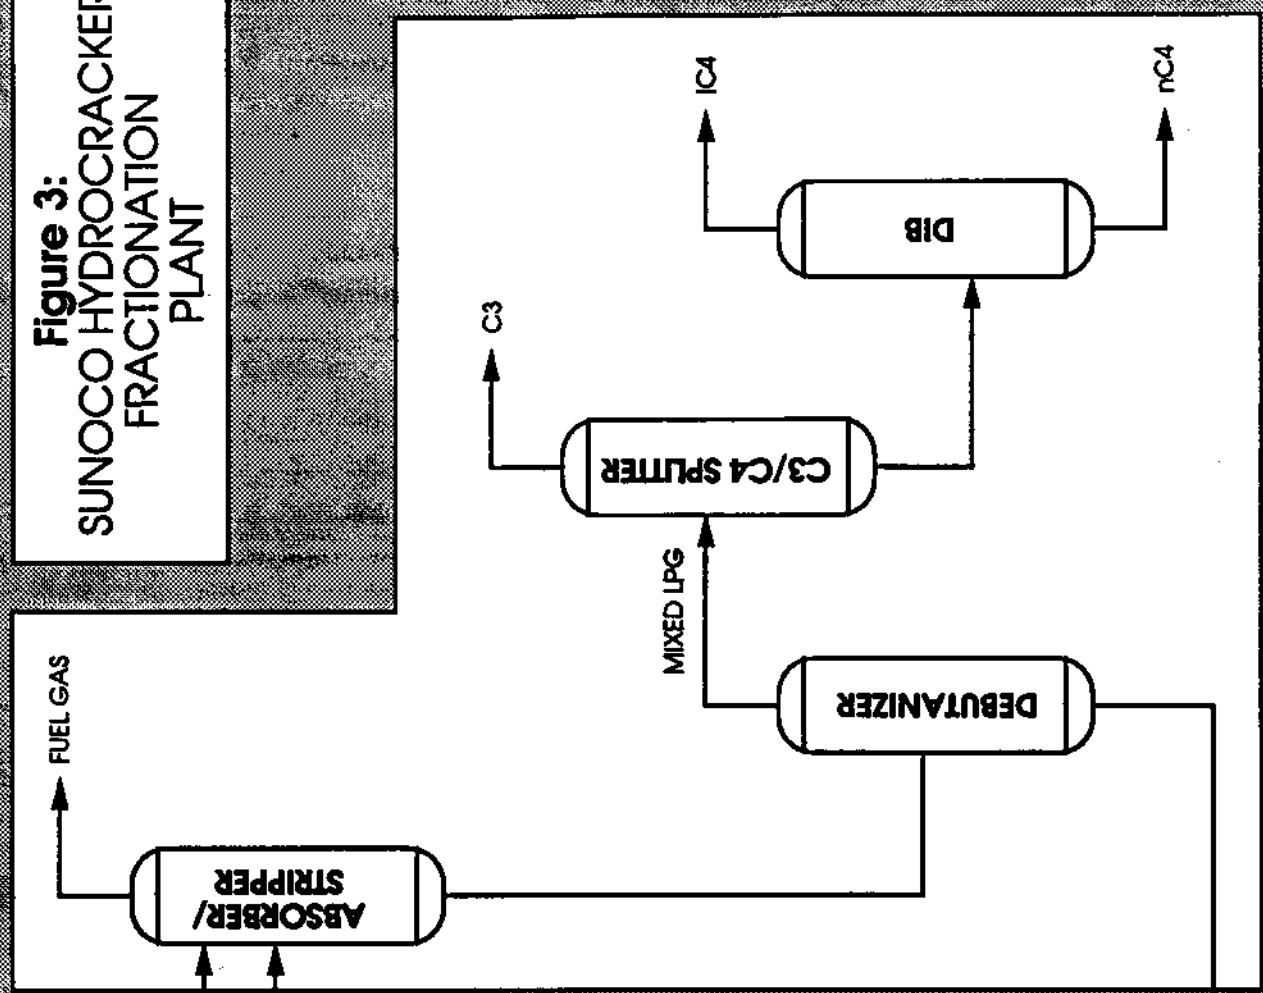 Figure 3:
SUNOCO HYDROCRACKER
FRACTIONATION
PLANT
FUEL GAS
ABSORBER/
STRIPPER
MIXED LPG
DEBUTANIZER
C3
C3/C4 SPLITTER
IC4
DIB
nC4